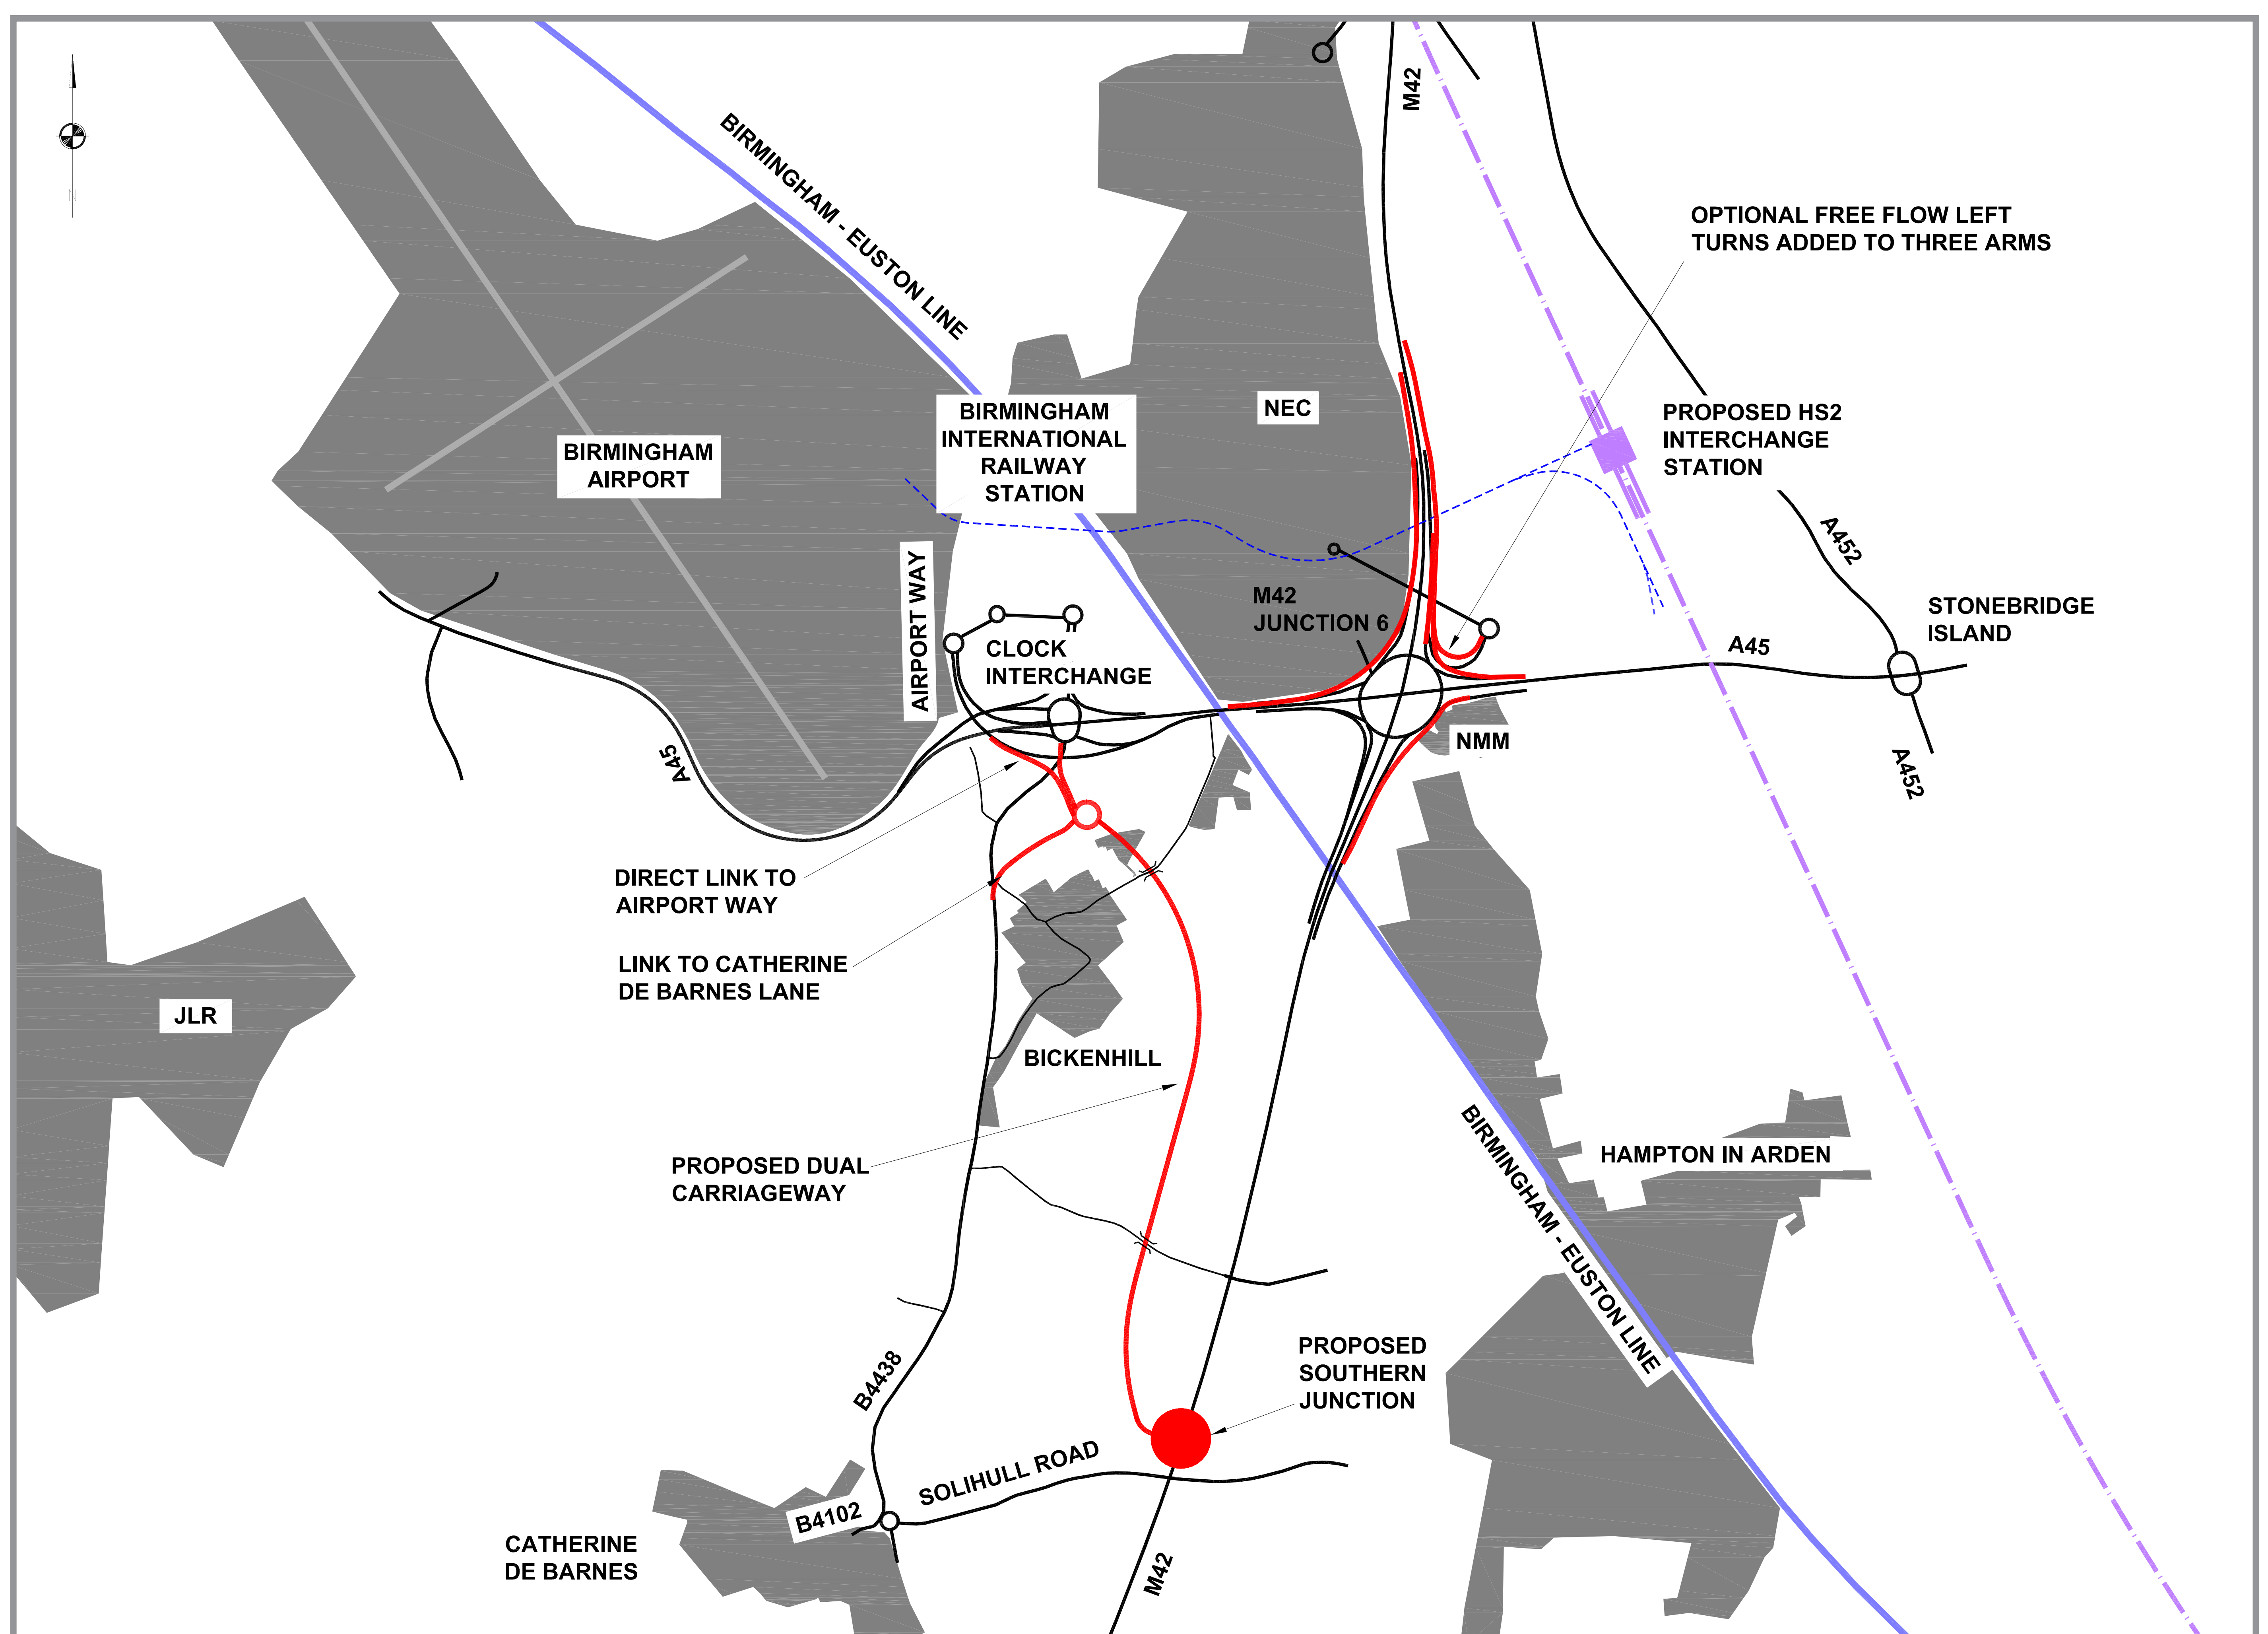 M42
BIRMINGHAM - EUSTON LINE
OPTIONAL FREE FLOW LEFT
TURNS ADDED TO THREE ARMS
N
BIRMINGHAM
INTERNATIONAL
RAILWAY
STATION
NEC
PROPOSED HS2
INTERCHANGE
STATION
BIRMINGHAM
AIRPORT
A452
AIRPORT WAY
M42
JUNCTION 6
STONEBRIDGE
ISLAND
CLOCK
INTERCHANGE
A45
A45
NMM
A452
DIRECT LINK TO
AIRPORT WAY
LINK TO CATHERINE
DE BARNES LANE
JLR
BICKENHILL
BIRMINGHAM - EUSTON LINE
HAMPTON IN ARDEN
PROPOSED DUAL
CARRIAGEWAY
PROPOSED
SOUTHERN
JUNCTION
B4438
SOLIHULL ROAD
B4102
CATHERINE
DE BARNES
M42